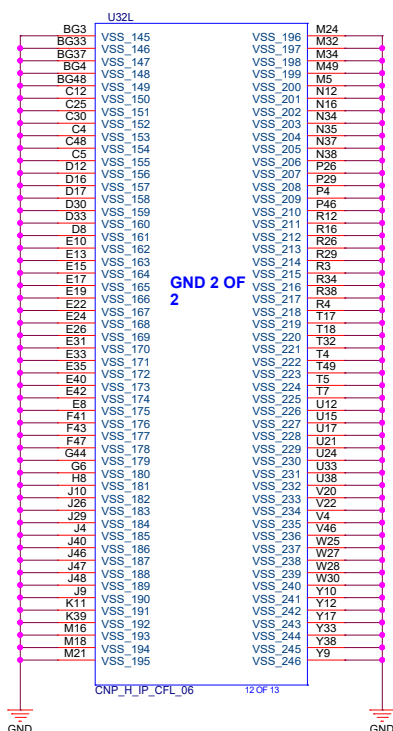 U32L
BG3 VSS_145 VSS_196 M24
BG33 VSS_146 VSS_197 M32
BG37 VSS_147 VSS_198 M34
BG4 VSS_148 VSS_199 M49
BG48 VSS_149 VSS_200 M5
C12 VSS_150 VSS_201 N12
C25 VSS_151 VSS_202 N16
C30 VSS_152 VSS_203 N34
C4 VSS_153 VSS_204 N35
C48 VSS_154 VSS_205 N37
C5 VSS_155 VSS_206 N38
D12 VSS_156 VSS_207 P26
D16 VSS_157 VSS_208 P29
D17 VSS_158 VSS_209 P4
D30 VSS_159 VSS_210 P46
D33 VSS_160 VSS_211 R12
D8 VSS_161 VSS_212 R16
E10 VSS_162 VSS_213 R26
E13 VSS_163 VSS_214 R29
E15 VSS_164 VSS_215 R3
E17 VSS_165 VSS_216 R34
E19 VSS_166 VSS_217 R38
GND 2 OF
2
E22 VSS_167 VSS_218 R4
E24 VSS_168 VSS_219 T17
E26 VSS_169 VSS_220 T18
E31 VSS_170 VSS_221 T32
E33 VSS_171 VSS_222 T4
E35 VSS_172 VSS_223 T49
E40 VSS_173 VSS_224 T5
E42 VSS_174 VSS_225 T7
E8 VSS_175 VSS_226 U12
F41 VSS_176 VSS_227 U15
F43 VSS_177 VSS_228 U17
F47 VSS_178 VSS_229 U21
G44 VSS_179 VSS_230 U24
G6 VSS_180 VSS_231 U33
H8 VSS_181 VSS_232 U38
J10 VSS_182 VSS_233 V20
J26 VSS_183 VSS_234 V22
J29 VSS_184 VSS_235 V4
J4 VSS_185 VSS_236 V46
J40 VSS_186 VSS_237 W25
J46 VSS_187 VSS_238 W27
J47 VSS_188 VSS_239 W28
J48 VSS_189 VSS_240 W30
J9 VSS_190 VSS_241 Y10
K11 VSS_191 VSS_242 Y12
K39 VSS_192 VSS_243 Y17
M16 VSS_193 VSS_244 Y33
M18 VSS_194 VSS_245 Y38
M21 VSS_195 VSS_246 Y9
CNP_H_IP_CFL_06 12 OF 13
GND GND